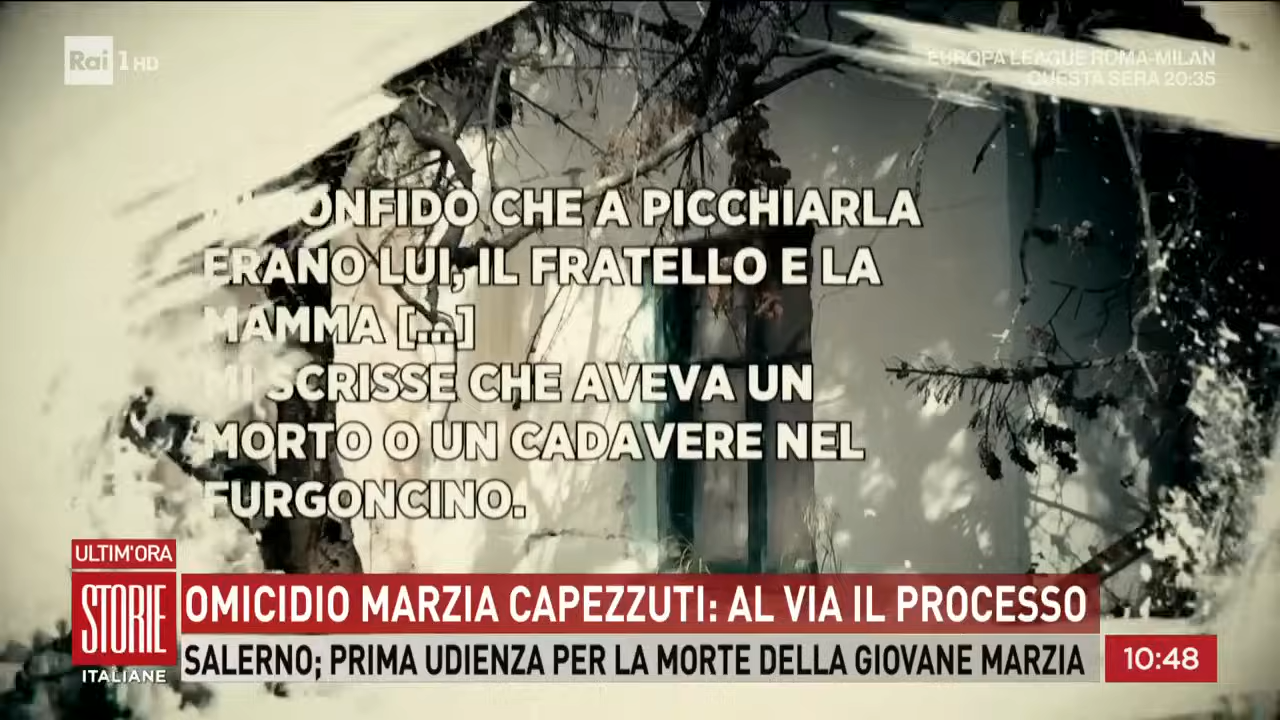 Rai 1 HD
EUROPA LEAGUE ROMA-MILAN
QUESTA SERA 20:35
ONFIDÒ CHE A PICCHIARLA
ERANO LUI, IL FRATELLO E LA
MAMMA [...]
MI SCRISSE CHE AVEVA UN
MORTO O UN CADAVERE NEL
FURGONCINO.
ULTIM'ORA
STORIE
ITALIANE
OMICIDIO MARZIA CAPEZZUTI: AL VIA IL PROCESSO
SALERNO; PRIMA UDIENZA PER LA MORTE DELLA GIOVANE MARZIA
10:48